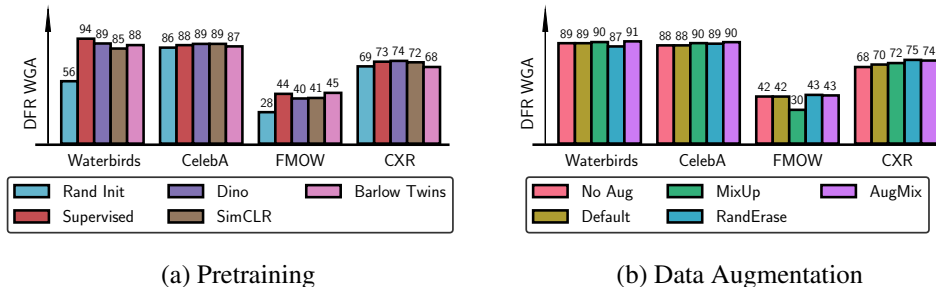 DFR WGA
56 94 89 85 88
86 88 89 89 87
28 44 40 41 45
69 73 74 72 68
Waterbirds CelebA FMOW CXR
Rand Init Dino Barlow Twins
Supervised SimCLR
(a) Pretraining
DFR WGA
89 89 90 87 91
88 88 90 89 90
42 42 30 43 43
68 70 72 75 74
Waterbirds CelebA FMOW CXR
No Aug MixUp AugMix
Default RandErase
(b) Data Augmentation